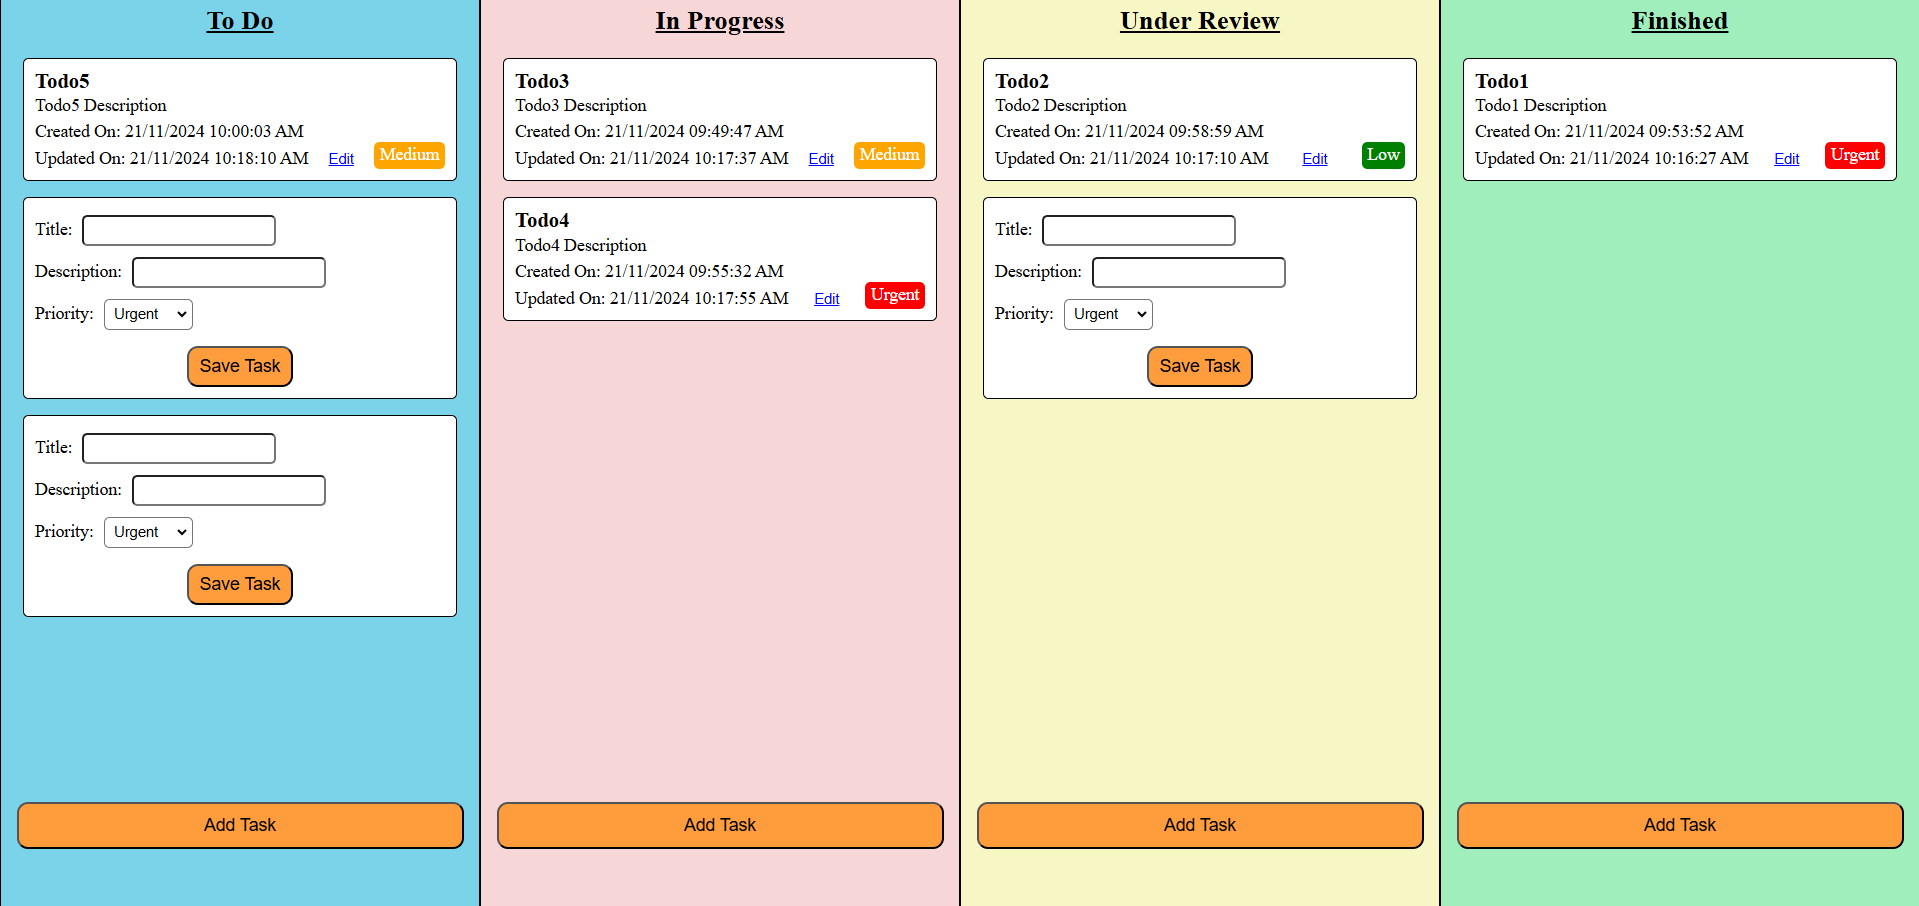 To Do
Todo5
Todo5 Description
Created On: 21/11/2024 10:00:03 AM
Updated On: 21/11/2024 10:18:10 AM Edit Medium
Title:
Description:
Priority: Urgent
Save Task
Title:
Description:
Priority: Urgent
Save Task
Add Task
In Progress
Todo3
Todo3 Description
Created On: 21/11/2024 09:49:47 AM
Updated On: 21/11/2024 10:17:37 AM Edit Medium
Todo4
Todo4 Description
Created On: 21/11/2024 09:55:32 AM
Updated On: 21/11/2024 10:17:55 AM Edit Urgent
Add Task
Under Review
Todo2
Todo2 Description
Created On: 21/11/2024 09:58:59 AM
Updated On: 21/11/2024 10:17:10 AM Edit Low
Title:
Description:
Priority: Urgent
Save Task
Add Task
Finished
Todo1
Todo1 Description
Created On: 21/11/2024 09:53:52 AM
Updated On: 21/11/2024 10:16:27 AM Edit Urgent
Add Task